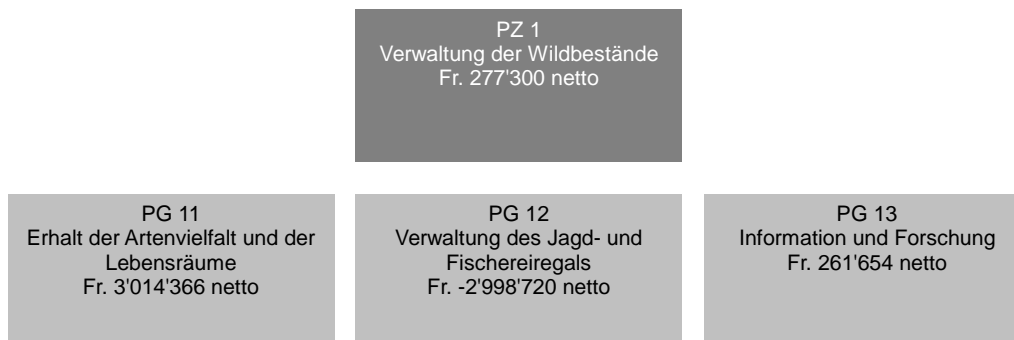 PZ 1
Verwaltung der Wildbestände
Fr. 277'300 netto
PG 11
Erhalt der Artenvielfalt und der
Lebensräume
Fr. 3'014'366 netto
PG 12
Verwaltung des Jagd- und
Fischereiregals
Fr. -2'998'720 netto
PG 13
Information und Forschung
Fr. 261'654 netto